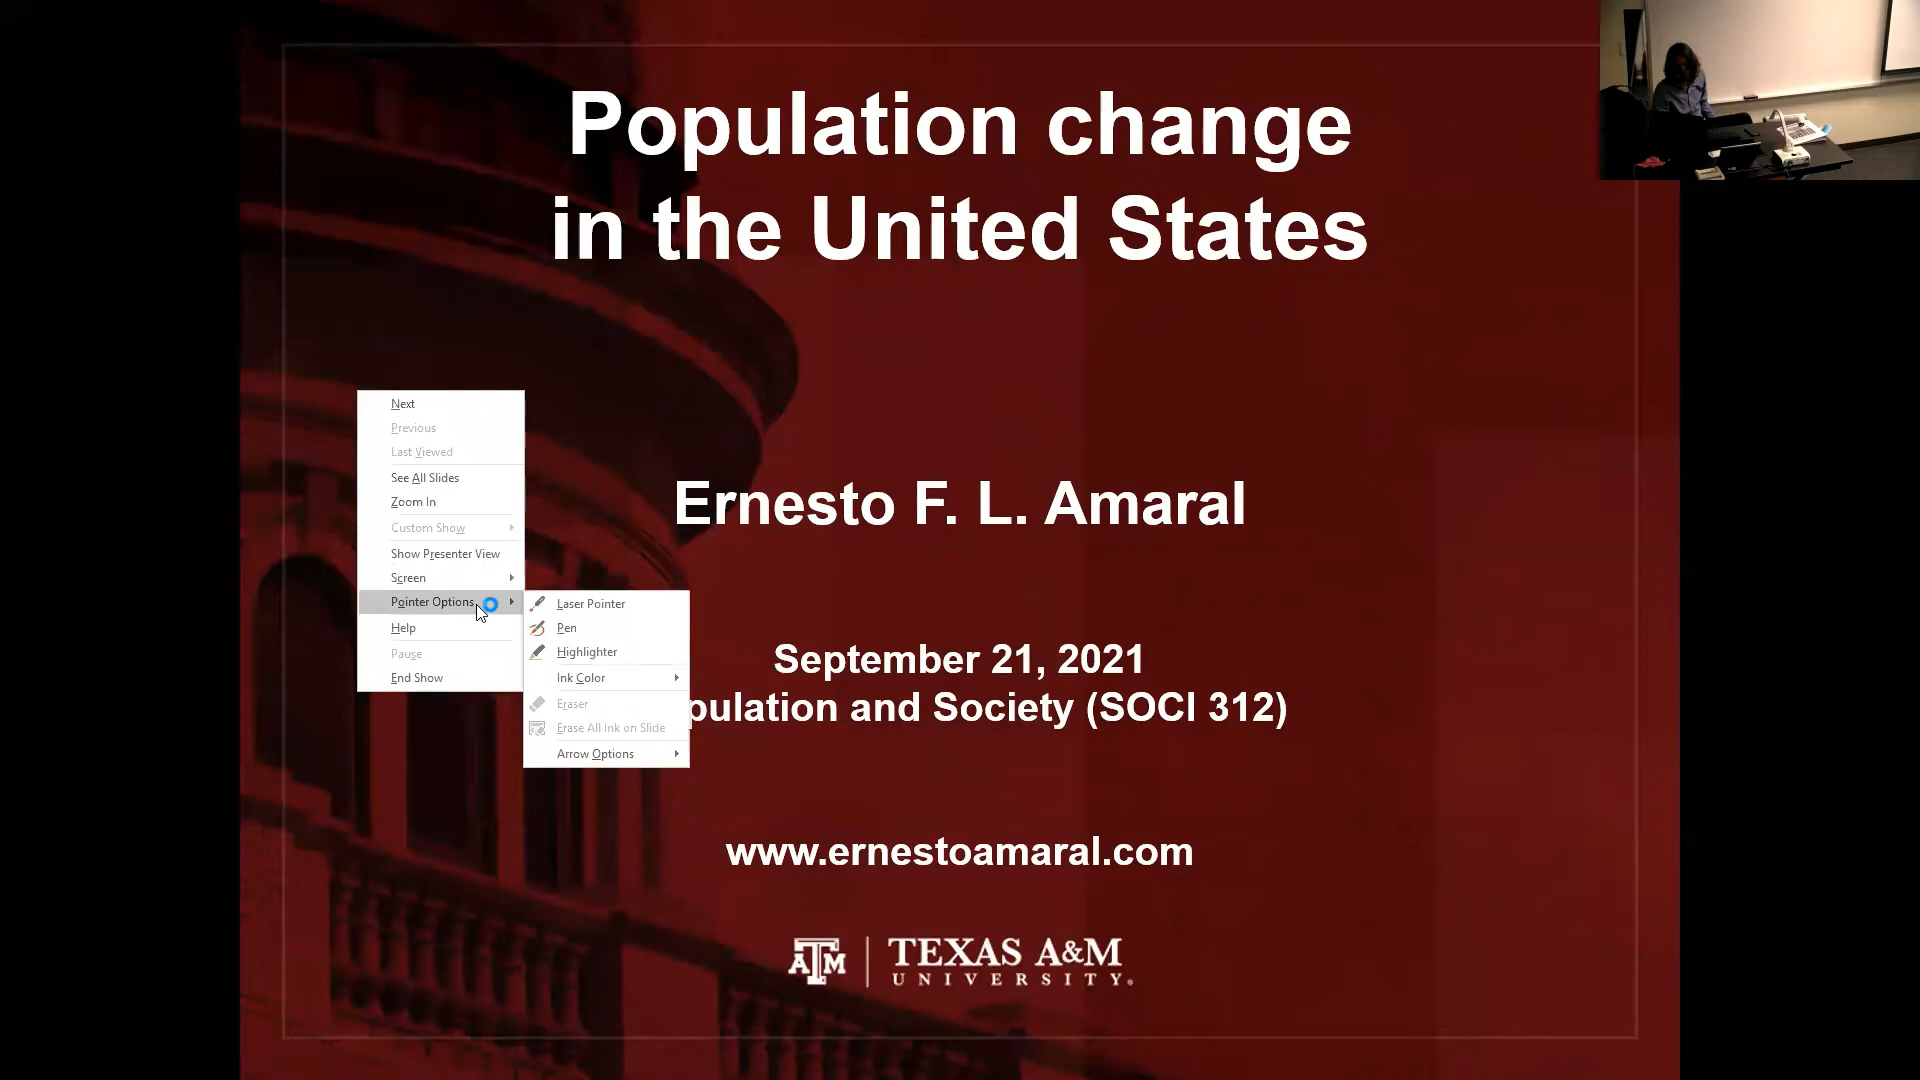 Population change
in the United States
Next
Previous
Last Viewed
See All Slides
Zoom In
Custom Show
Show Presenter View
Screen
Pointer Options
Help
Pause
End Show
Laser Pointer
Pen
Highlighter
Ink Color
Eraser
Erase All Ink on Slide
Arrow Options
Ernesto F. L. Amaral
September 21, 2021
pulation and Society (SOCI 312)
www.ernestoamaral.com
ATM
TEXAS A&M
UNIVERSITY.